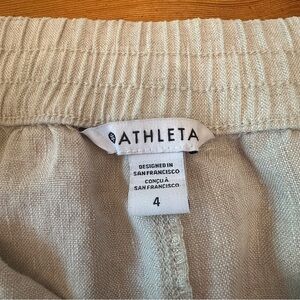 ATHLETA
DESIGNED IN
SAN FRANCISCO
CONÇU À
SAN FRANCISCO
4